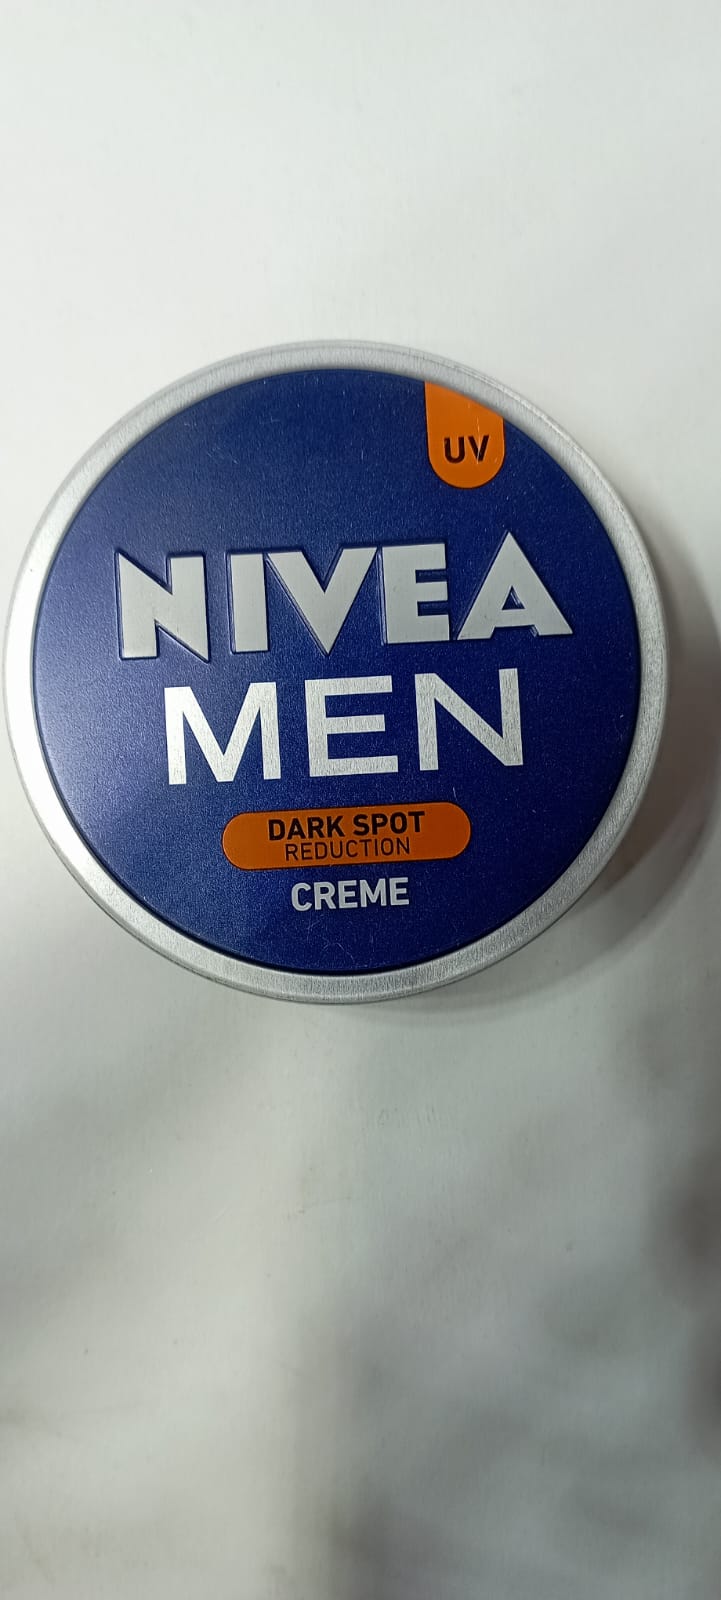 UV
NIVEA
MEN
DARK SPOT
REDUCTION
CREME